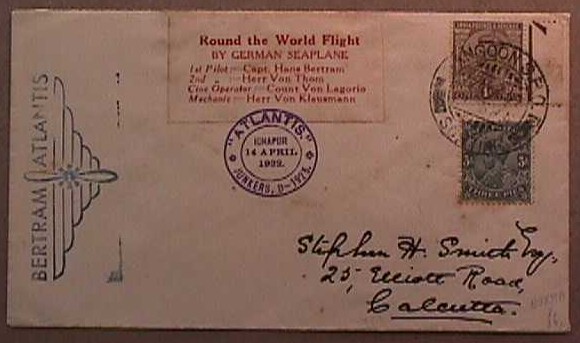 BERTRAM ATLANTIS
Round the World Flight
BY GERMAN SEAPLANE
1st Pilot — Capt. Hans Bertram
2nd „ — Herr Von Thom
Cine Operator — Count Von Lagorio
Mechanic — Herr Von Klausmann
"ATLANTIS."
IGHAPUR
14 APRIL
1932.
JUNKERS. D-1925.
Stephen H. Smith Esq,
25, Elliott Road,
Calcutta.